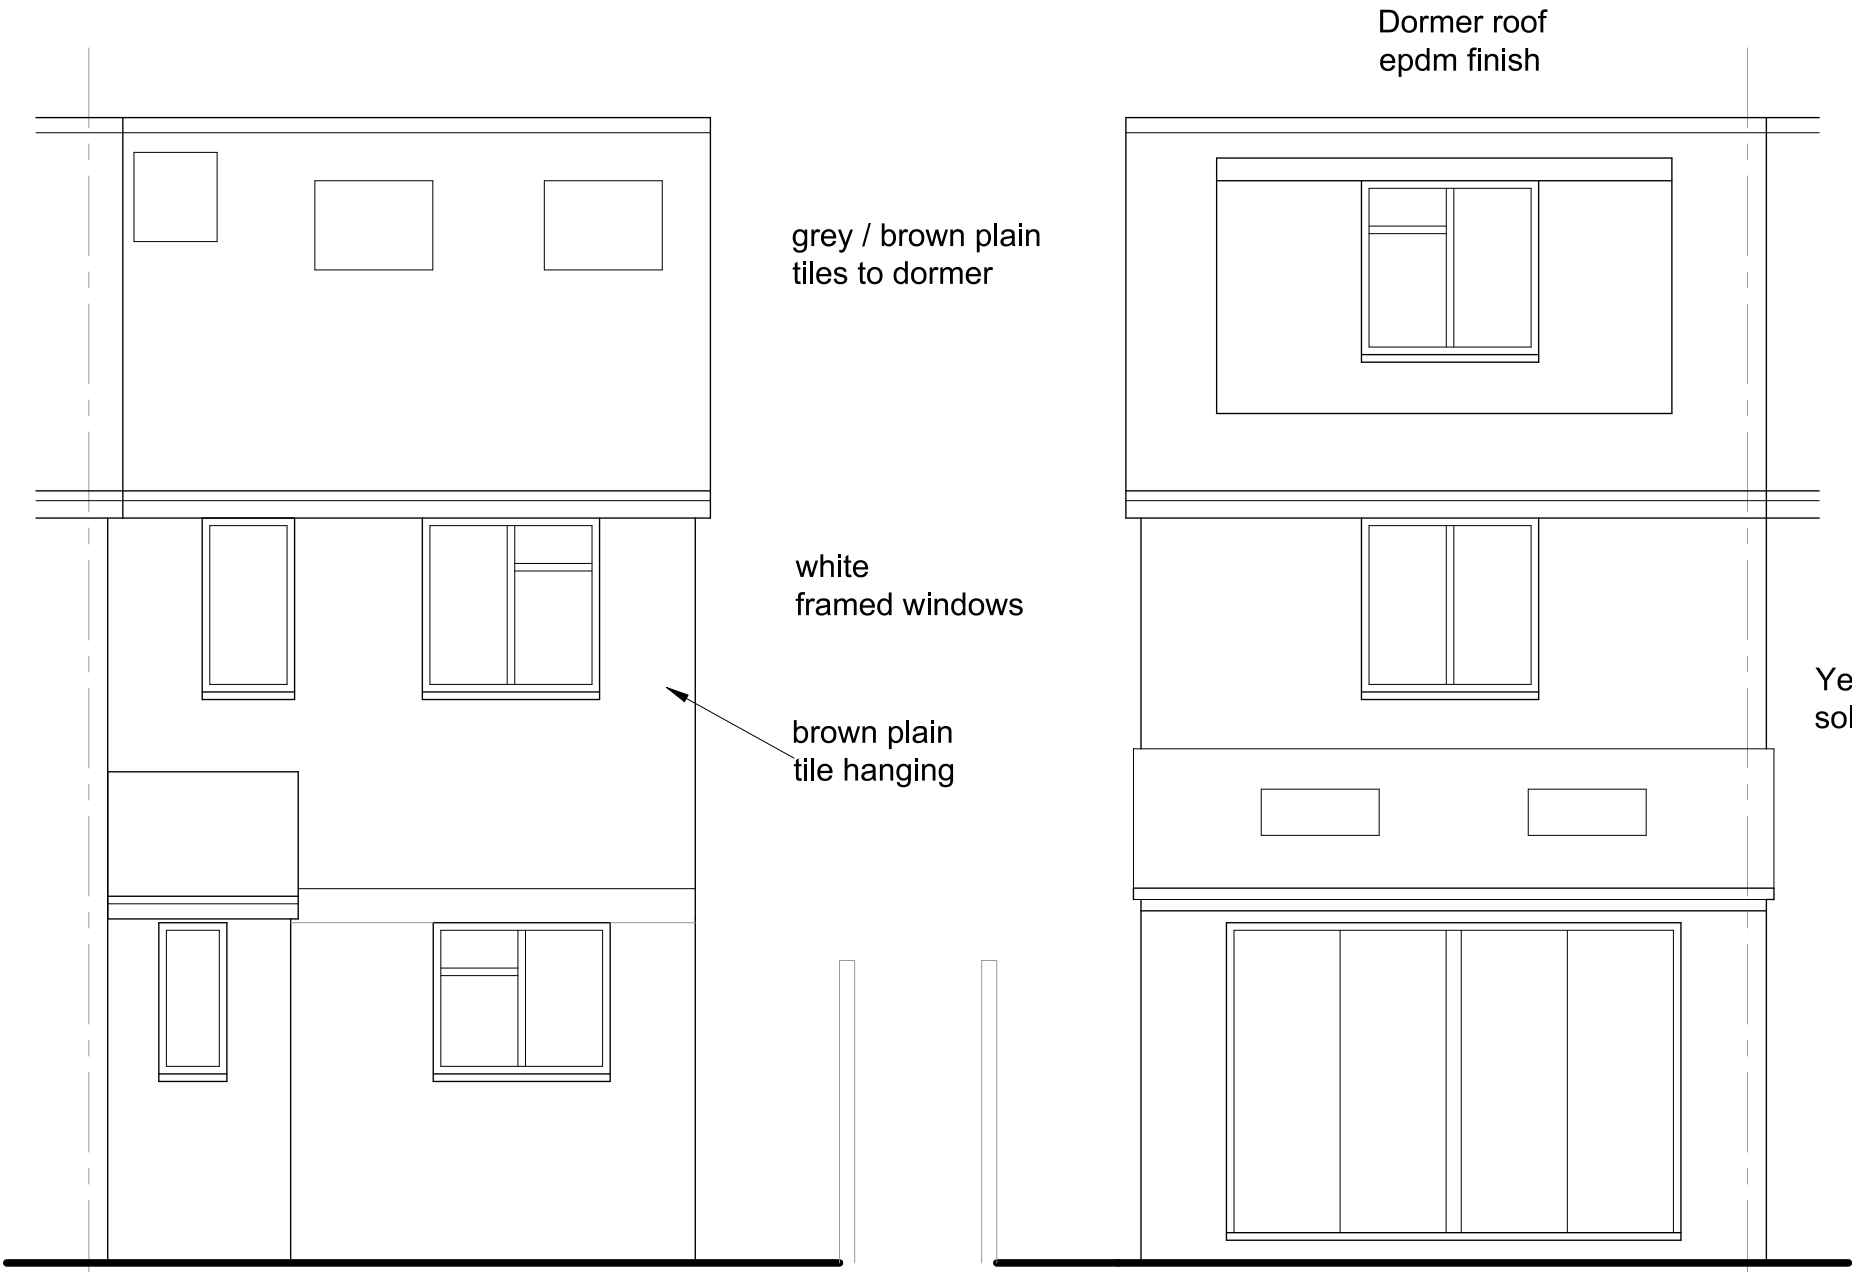 Dormer roof
epdm finish
grey / brown plain
tiles to dormer
white
framed windows
brown plain
tile hanging